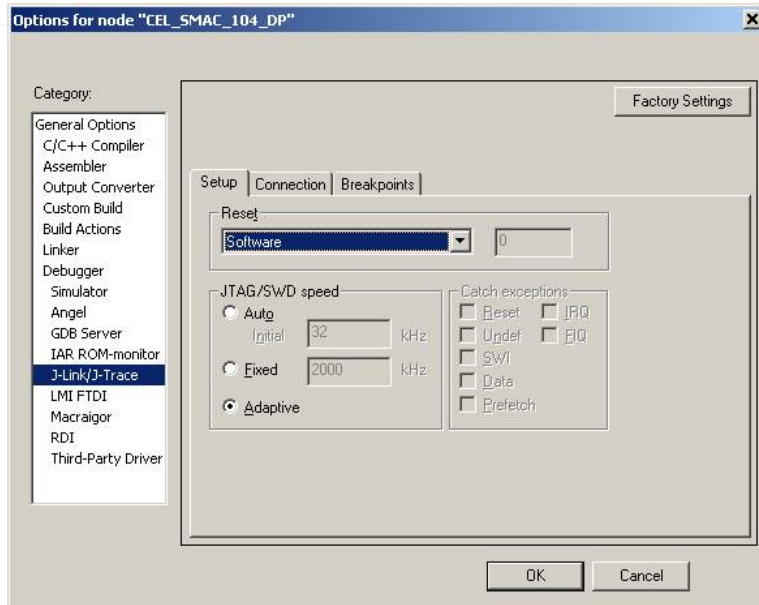 Options for node "CEL_SMAC_104_DP"
Category:
Factory Settings
General Options
C/C++ Compiler
Assembler
Output Converter
Custom Build
Build Actions
Linker
Debugger
Simulator
Angel
GDB Server
IAR ROM-monitor
J-Link/J-Trace
LMI FTDI
Macraigor
RDI
Third-Party Driver
Setup Connection Breakpoints
Reset
Software 0
JTAG/SWD speed
Auto
Initial 32 kHz
Fixed 2000 kHz
Adaptive
Catch exceptions
Reset IRQ
Undef FIQ
SWI
Data
Prefetch
OK Cancel